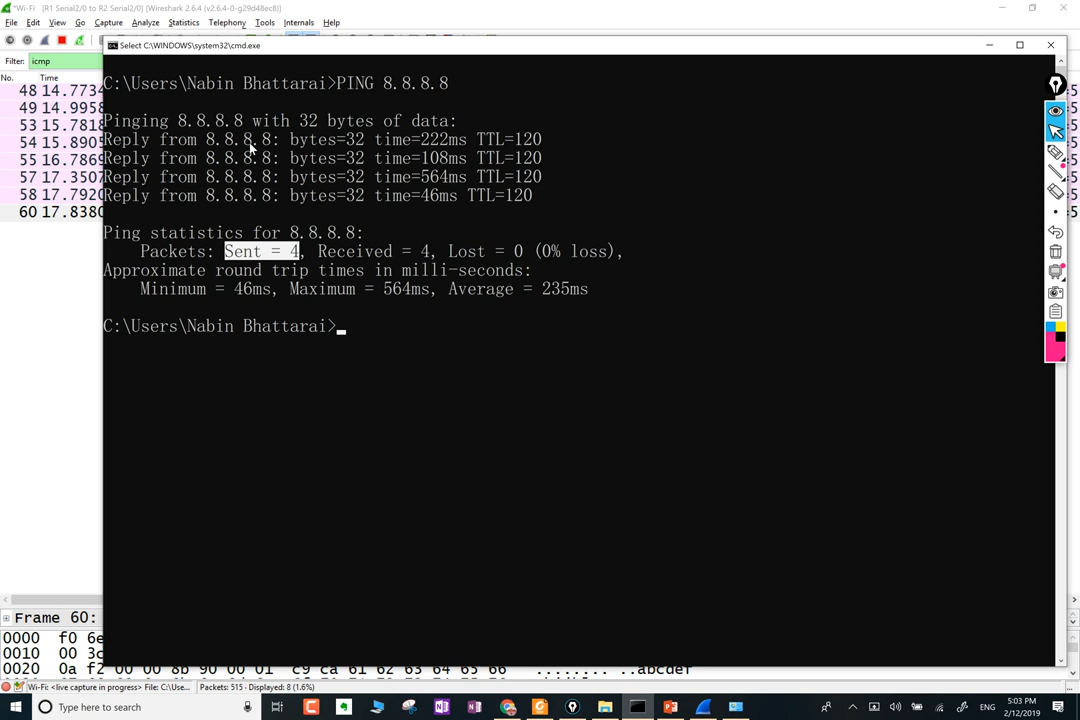 *Wi-Fi [R1 Serial2/0 to R2 Serial2/0] [Wireshark 2.6.4 (v2.6.4-0-g29d48ec8)]
File Edit View Go Capture Analyze Statistics Telephony Tools Internals Help
Select C:\WINDOWS\system32\cmd.exe
Filter: icmp
No. Time
48 14.7734
49 14.9958
53 15.7818
54 15.8905
55 16.7869
57 17.3507
58 17.7920
60 17.8380
C:\Users\Nabin Bhattarai>PING 8.8.8.8
Pinging 8.8.8.8 with 32 bytes of data:
Reply from 8.8.8.8: bytes=32 time=222ms TTL=120
Reply from 8.8.8.8: bytes=32 time=108ms TTL=120
Reply from 8.8.8.8: bytes=32 time=564ms TTL=120
Reply from 8.8.8.8: bytes=32 time=46ms TTL=120
Ping statistics for 8.8.8.8:
Packets: Sent = 4, Received = 4, Lost = 0 (0% loss),
Approximate round trip times in milli-seconds:
Minimum = 46ms, Maximum = 564ms, Average = 235ms
C:\Users\Nabin Bhattarai>
Frame 60:
0000 f0 6e
0010 00 3c
0020 0a f2 00 00 8b 90 00 01 c9 ca 61 62 63 64 65 66 ........ ..abcdef
Wi-Fi: <live capture in progress> File: C:\Use... Packets: 515 · Displayed: 8 (1.6%)
Type here to search
ENG
5:03 PM
2/12/2019